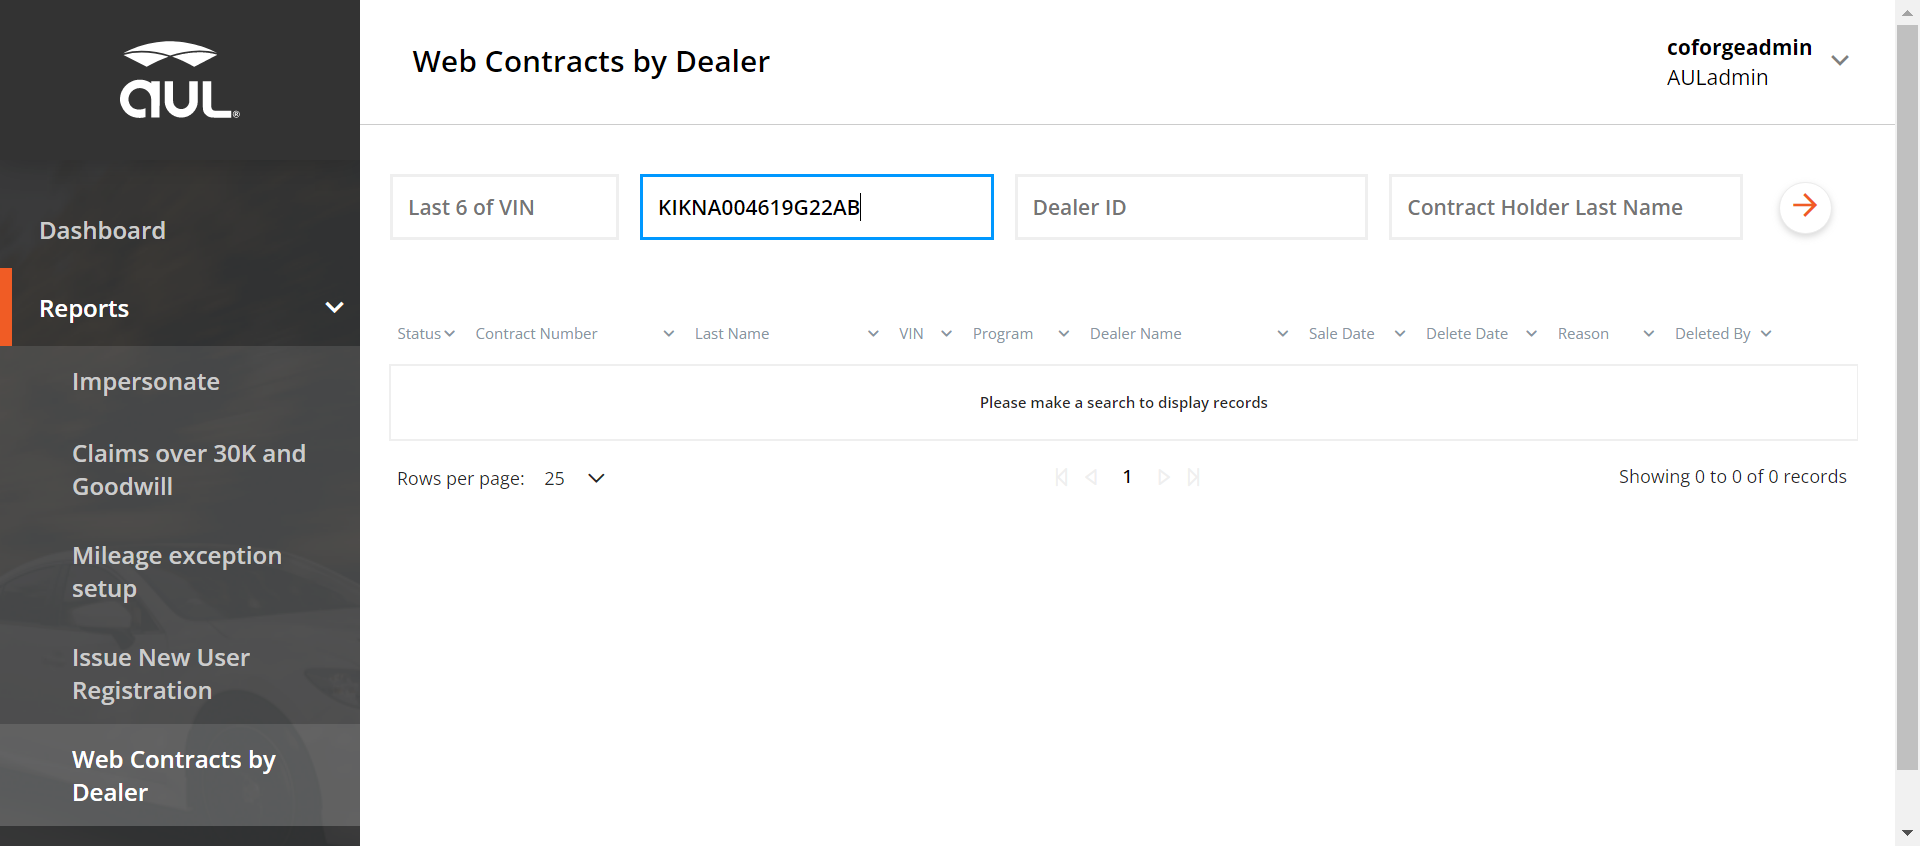 aul®
Dashboard
Reports
Impersonate
Claims over 30K and
Goodwill
Mileage exception
setup
Issue New User
Registration
Web Contracts by
Dealer
Web Contracts by Dealer
coforgeadmin
AULadmin
Last 6 of VIN
KIKNA004619G22AB
Dealer ID
Contract Holder Last Name
Status Contract Number Last Name VIN Program Dealer Name Sale Date Delete Date Reason Deleted By
Please make a search to display records
Rows per page: 25
1
Showing 0 to 0 of 0 records